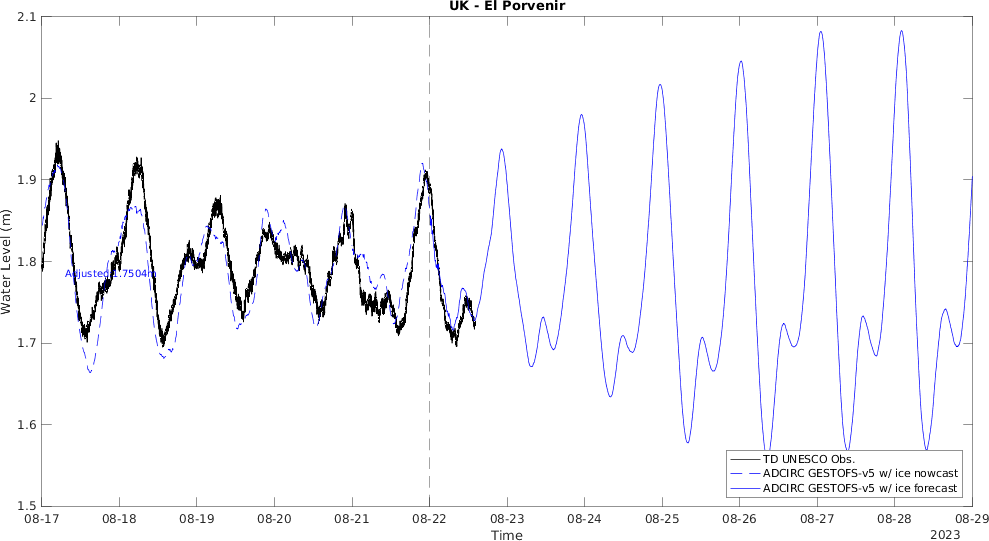 UK - El Porvenir
2.1
2
1.9
1.8
1.7
1.6
1.5
Water Level (m)
Adjusted 1.7504m
TD UNESCO Obs.
ADCIRC GESTOFS-v5 w/ ice nowcast
ADCIRC GESTOFS-v5 w/ ice forecast
08-17 08-18 08-19 08-20 08-21 08-22 08-23 08-24 08-25 08-26 08-27 08-28 08-29
Time
2023